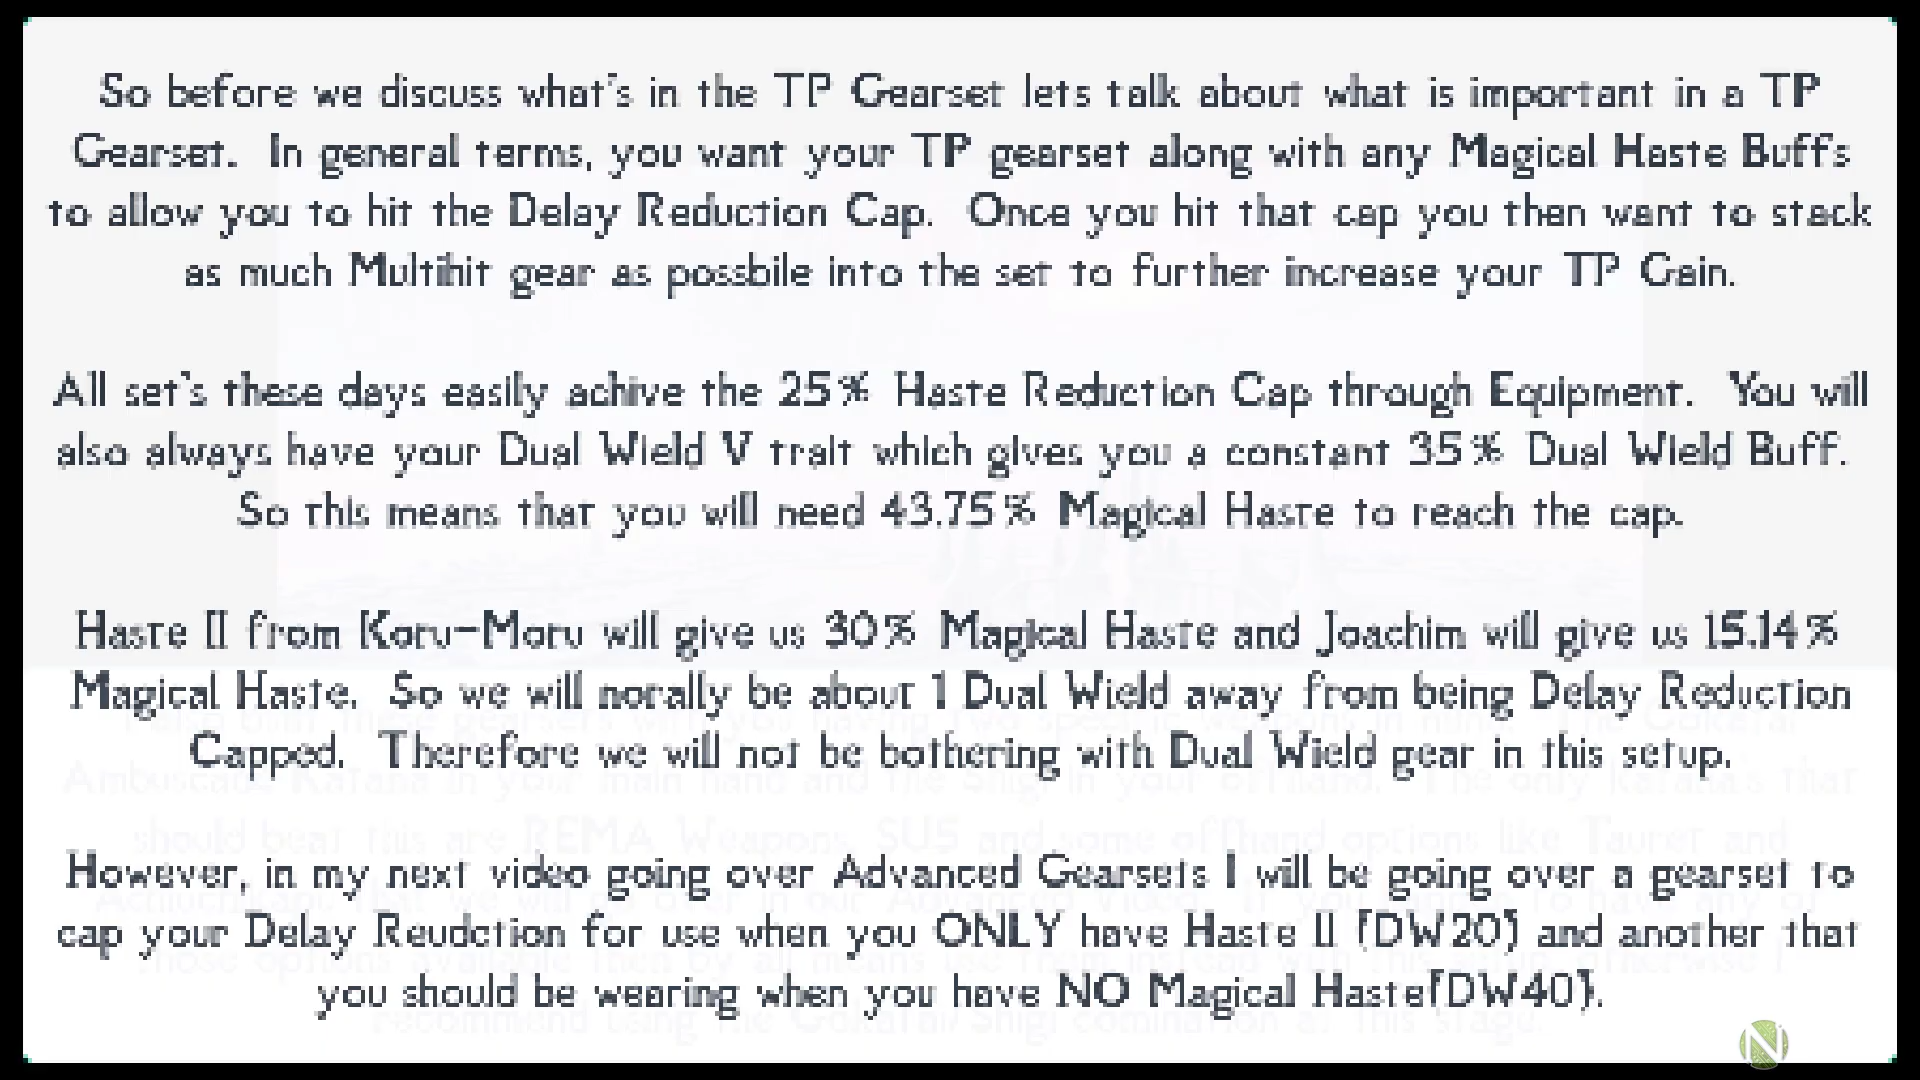 So before we discuss what's in the TP Gearset lets talk about what is important in a TP
Gearset. In general terms, you want your TP gearset along with any Magical Haste Buffs
to allow you to hit the Delay Reduction Cap. Once you hit that cap you then want to stack
as much Multihit gear as possbile into the set to further increase your TP Gain.
All set's these days easily achive the 25% Haste Reduction Cap through Equipment. You will
also always have your Dual Wield V trait which gives you a constant 35% Dual Wield Buff.
So this means that you will need 43.75% Magical Haste to reach the cap.
Haste II from Koru-Moru will give us 30% Magical Haste and Joachim will give us 15.14%
Magical Haste. So we will norally be about 1 Dual Wield away from being Delay Reduction
Capped. Therefore we will not be bothering with Dual Wield gear in this setup.
However, in my next video going over Advanced Gearsets I will be going over a gearset to
cap your Delay Reudction for use when you ONLY have Haste II (DW20) and another that
you should be wearing when you have NO Magical Haste(DW40).
N